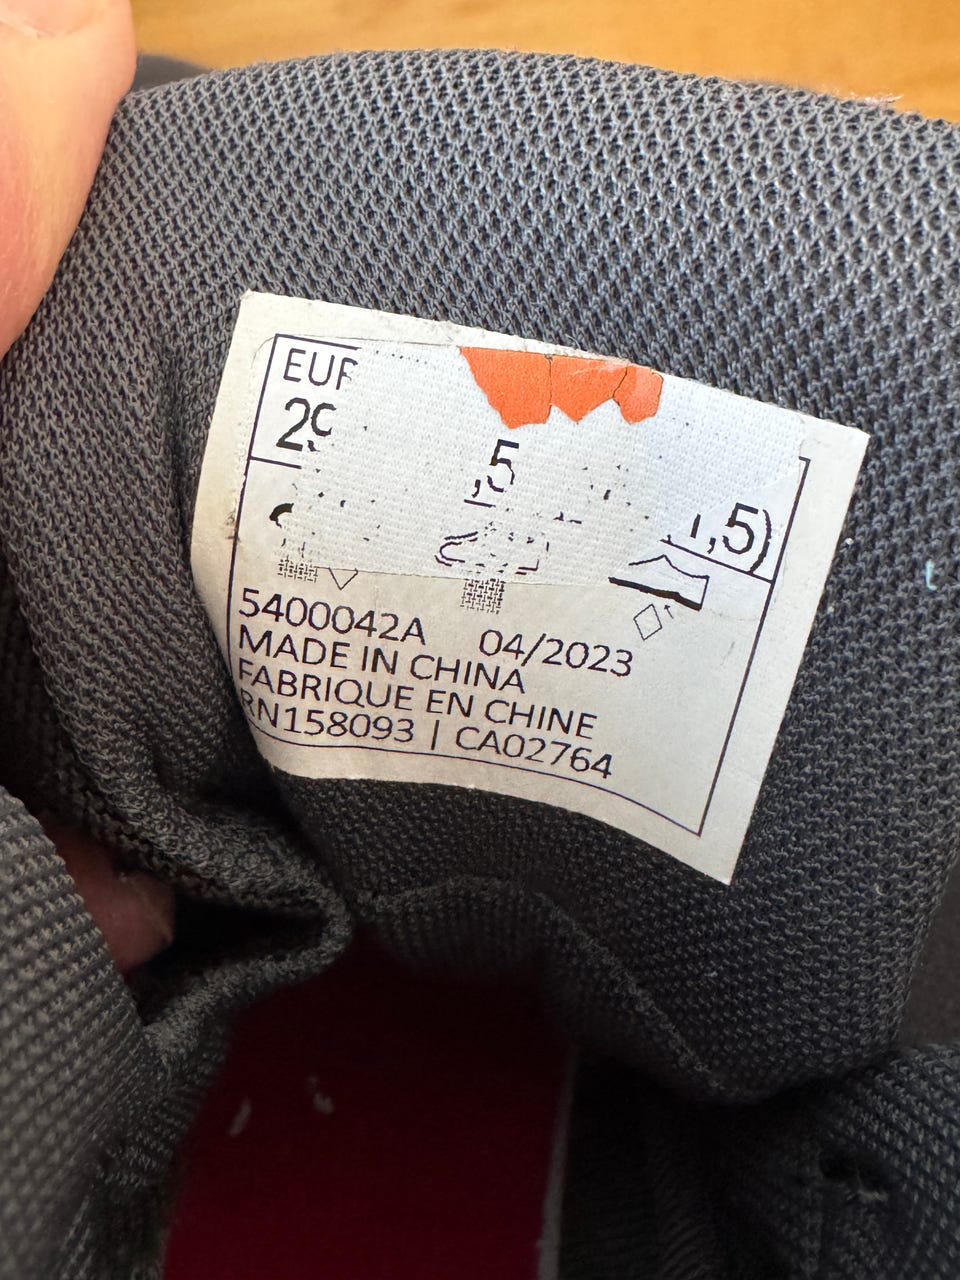 EUR
29
,5
,5)
5400042A 04/2023
MADE IN CHINA
FABRIQUE EN CHINE
RN158093 | CA02764